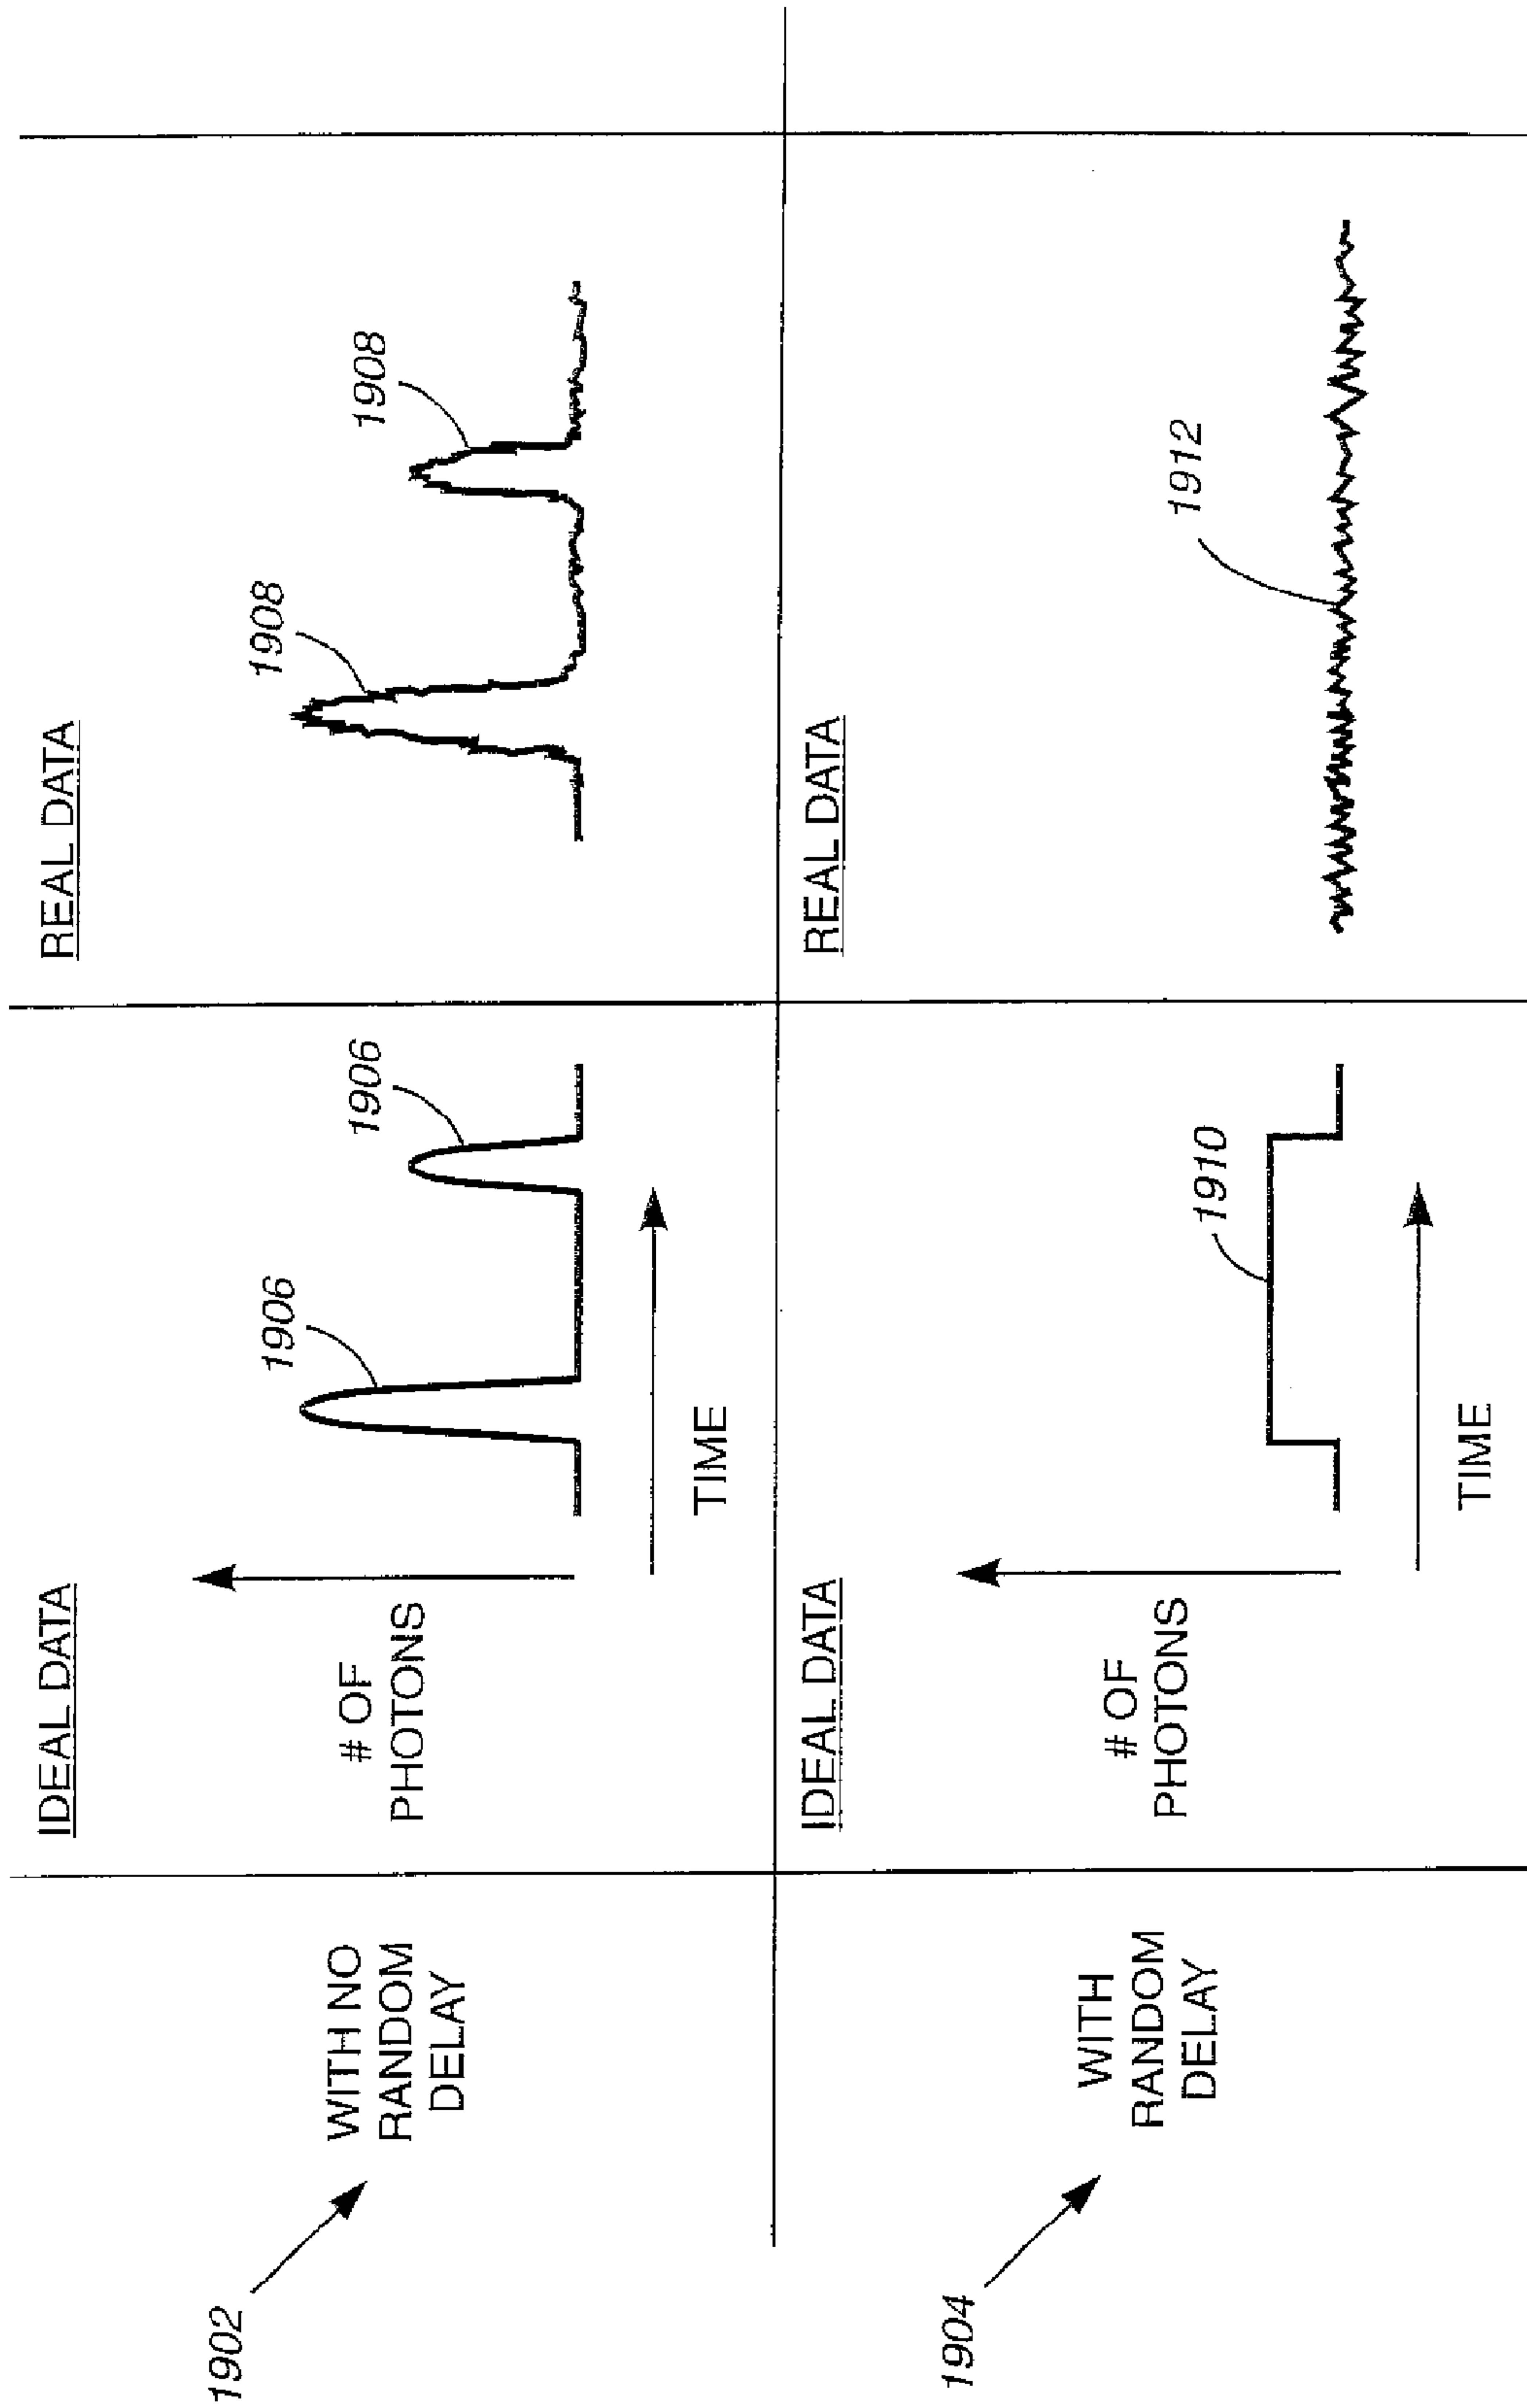 1902
WITH NO
RANDOM
DELAY
IDEAL DATA
# OF
PHOTONS
1906
1906
TIME
REAL DATA
1908
1908
1904
WITH
RANDOM
DELAY
IDEAL DATA
# OF
PHOTONS
1910
TIME
REAL DATA
1912